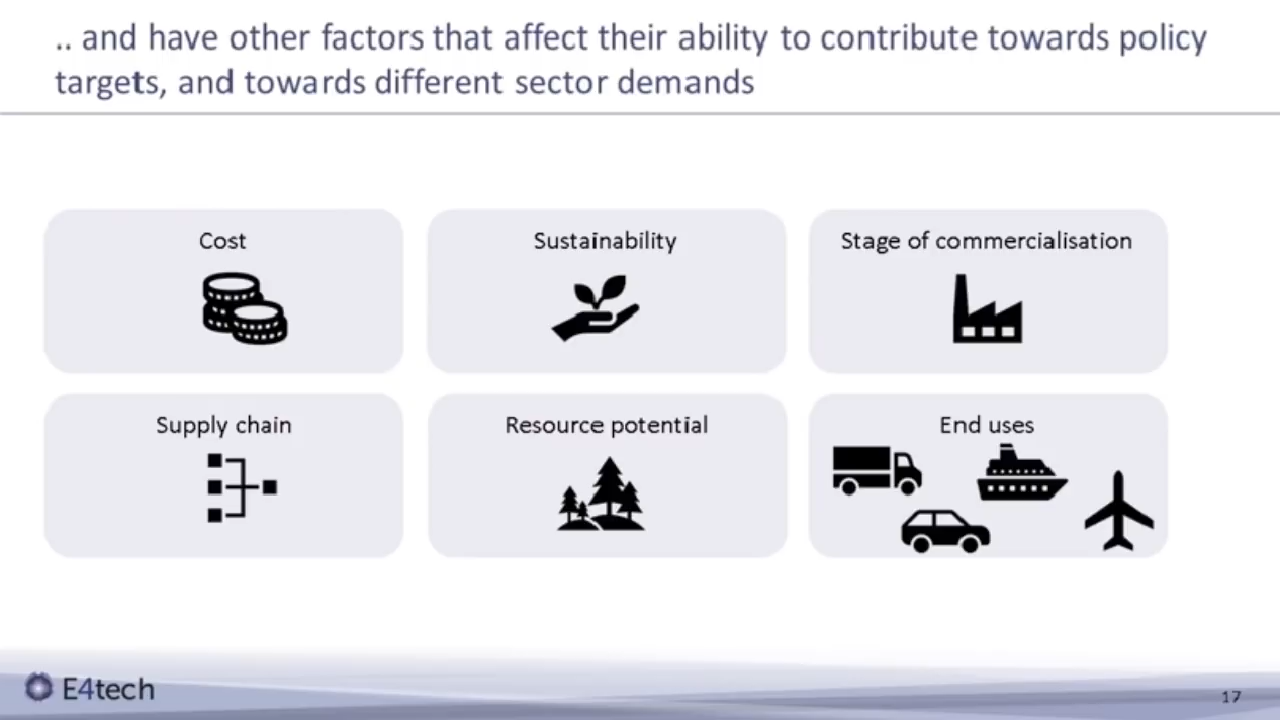 .. and have other factors that affect their ability to contribute towards policy
targets, and towards different sector demands
Cost
Sustainability
Stage of commercialisation
Supply chain
Resource potential
End uses
E4tech
17